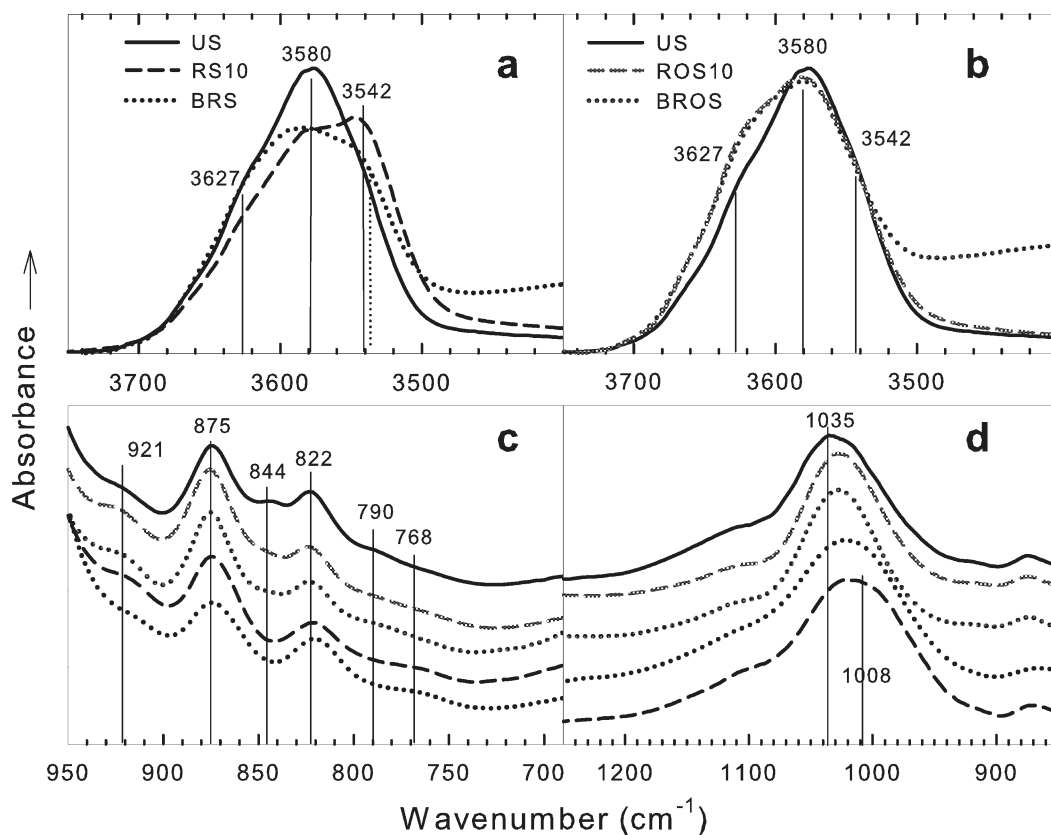 US
RS10
BRS
3580
3542
3627
a
US
ROS10
BROS
3580
3542
3627
b
3700 3600 3500
3700 3600 3500
Absorbance →
921
875
844
822
790
768
c
1035
1008
d
950 900 850 800 750 700
1200 1100 1000 900
Wavenumber (cm⁻¹)